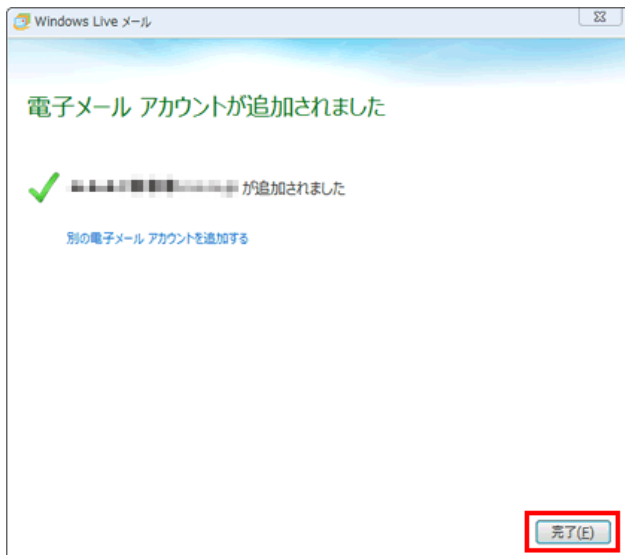 Windows Live メール
電子メール アカウントが追加されました
が追加されました
別の電子メール アカウントを追加する
完了(F)